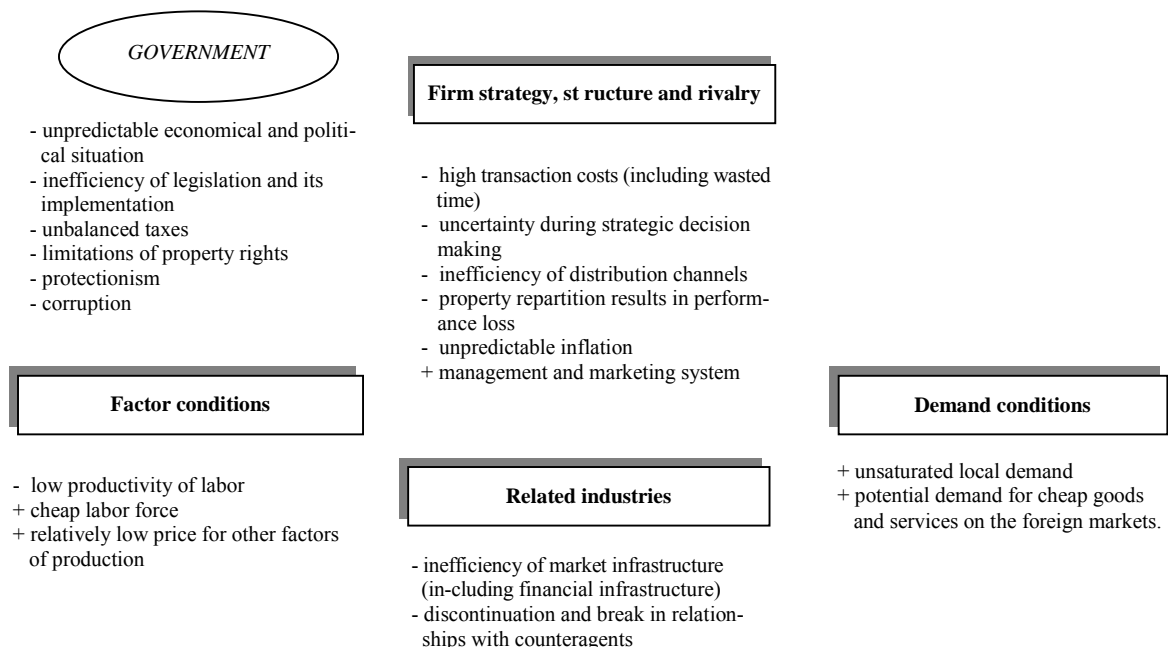 GOVERNMENT
- unpredictable economical and politi-
cal situation
- inefficiency of legislation and its
implementation
- unbalanced taxes
- limitations of property rights
- protectionism
- corruption
Firm strategy, st ructure and rivalry
- high transaction costs (including wasted
time)
- uncertainty during strategic decision
making
- inefficiency of distribution channels
- property repartition results in perform-
ance loss
- unpredictable inflation
+ management and marketing system
Factor conditions
- low productivity of labor
+ cheap labor force
+ relatively low price for other factors
of production
Related industries
- inefficiency of market infrastructure
(in-cluding financial infrastructure)
- discontinuation and break in relation-
ships with counteragents
Demand conditions
+ unsaturated local demand
+ potential demand for cheap goods
and services on the foreign markets.